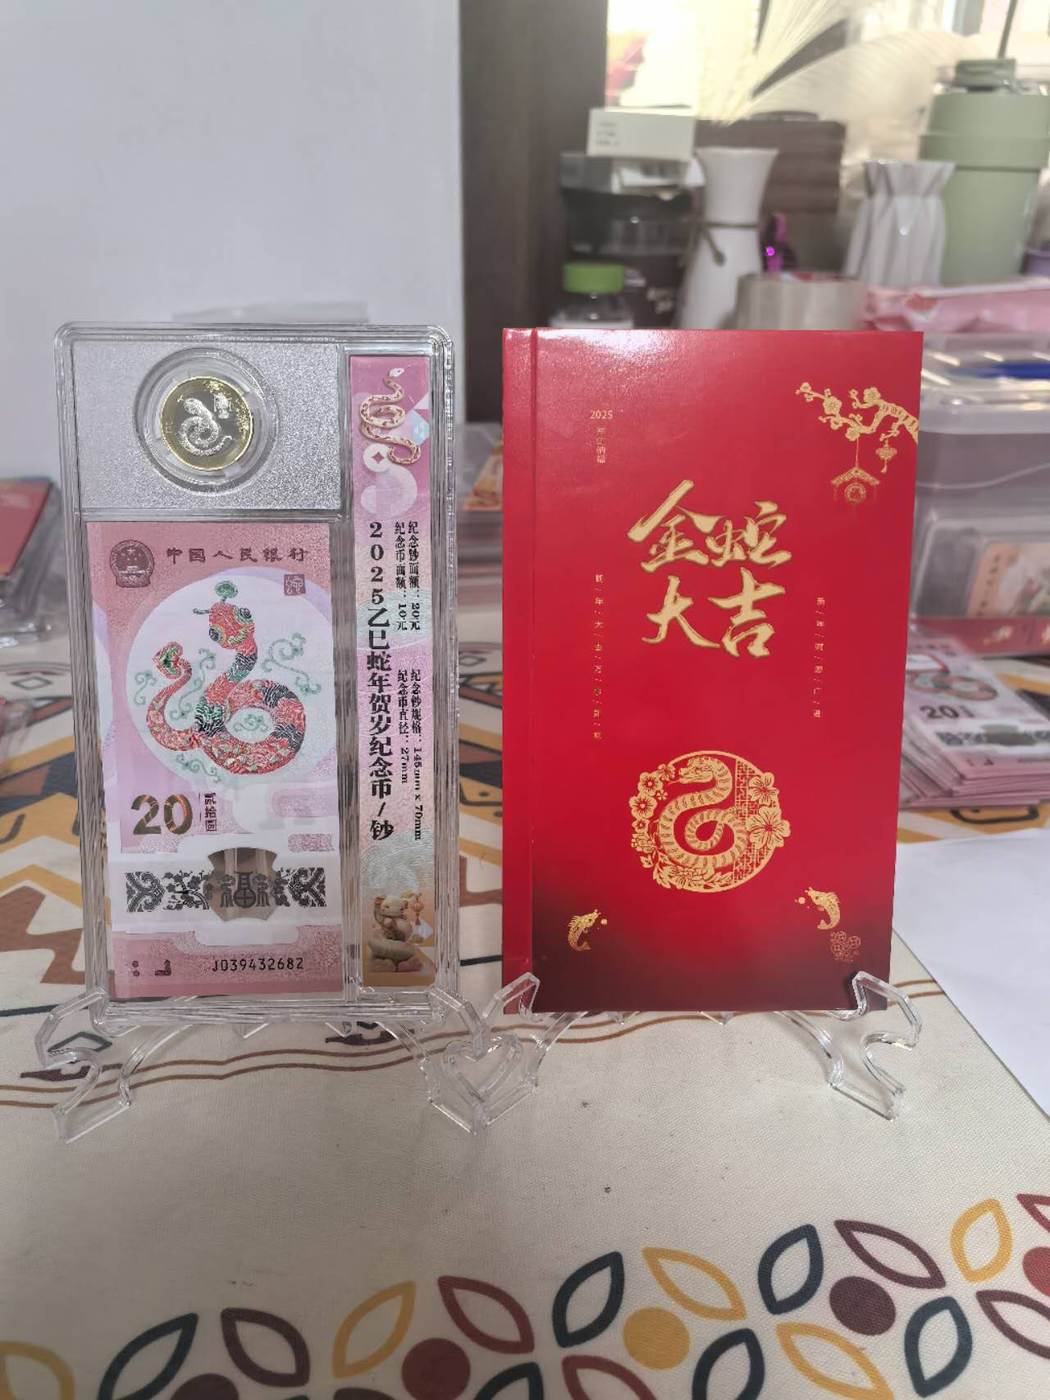 中国人民银行
20
贰拾圆
福
J039432682
2025乙巳蛇年贺岁纪念币/钞
纪念钞面额：20元
纪念币面额：10元
纪念钞规格：145mm x 70mm
纪念币直径：27mm
2025
金蛇
大吉
20